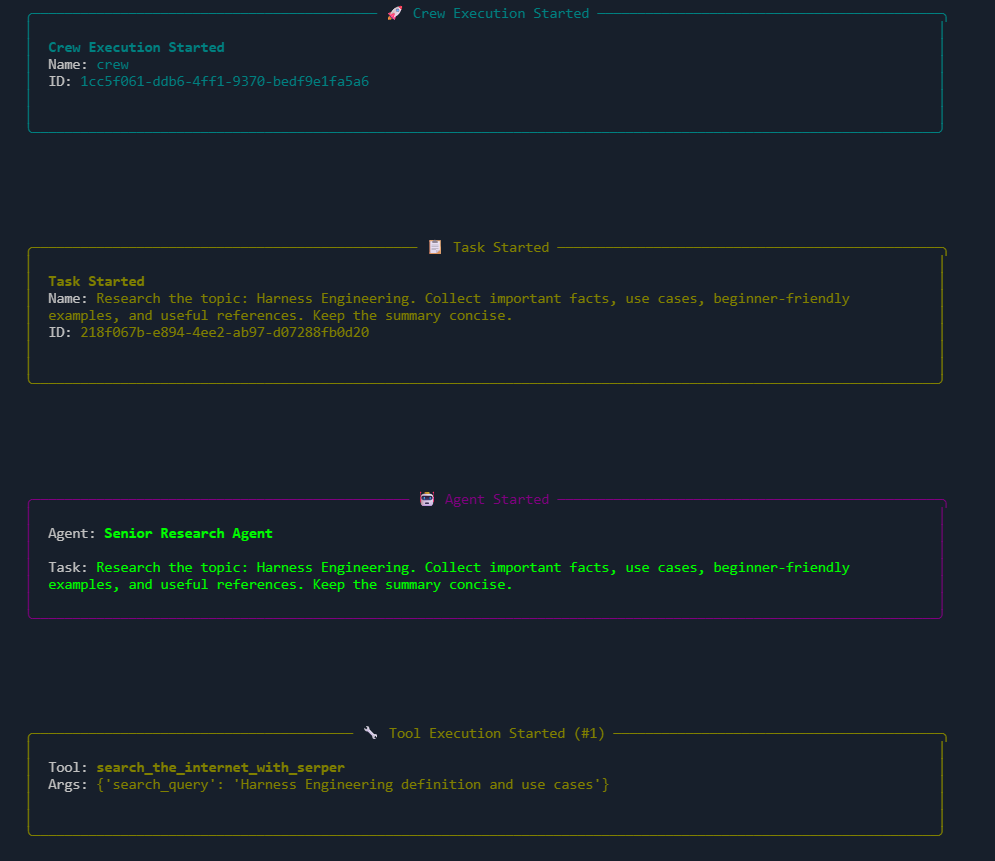 🚀 Crew Execution Started
Crew Execution Started
Name: crew
ID: 1cc5f061-ddb6-4ff1-9370-bedf9e1fa5a6
📋 Task Started
Task Started
Name: Research the topic: Harness Engineering. Collect important facts, use cases, beginner-friendly
examples, and useful references. Keep the summary concise.
ID: 218f067b-e894-4ee2-ab97-d07288fb0d20
🤖 Agent Started
Agent: Senior Research Agent
Task: Research the topic: Harness Engineering. Collect important facts, use cases, beginner-friendly
examples, and useful references. Keep the summary concise.
🔧 Tool Execution Started (#1)
Tool: search_the_internet_with_serper
Args: {'search_query': 'Harness Engineering definition and use cases'}